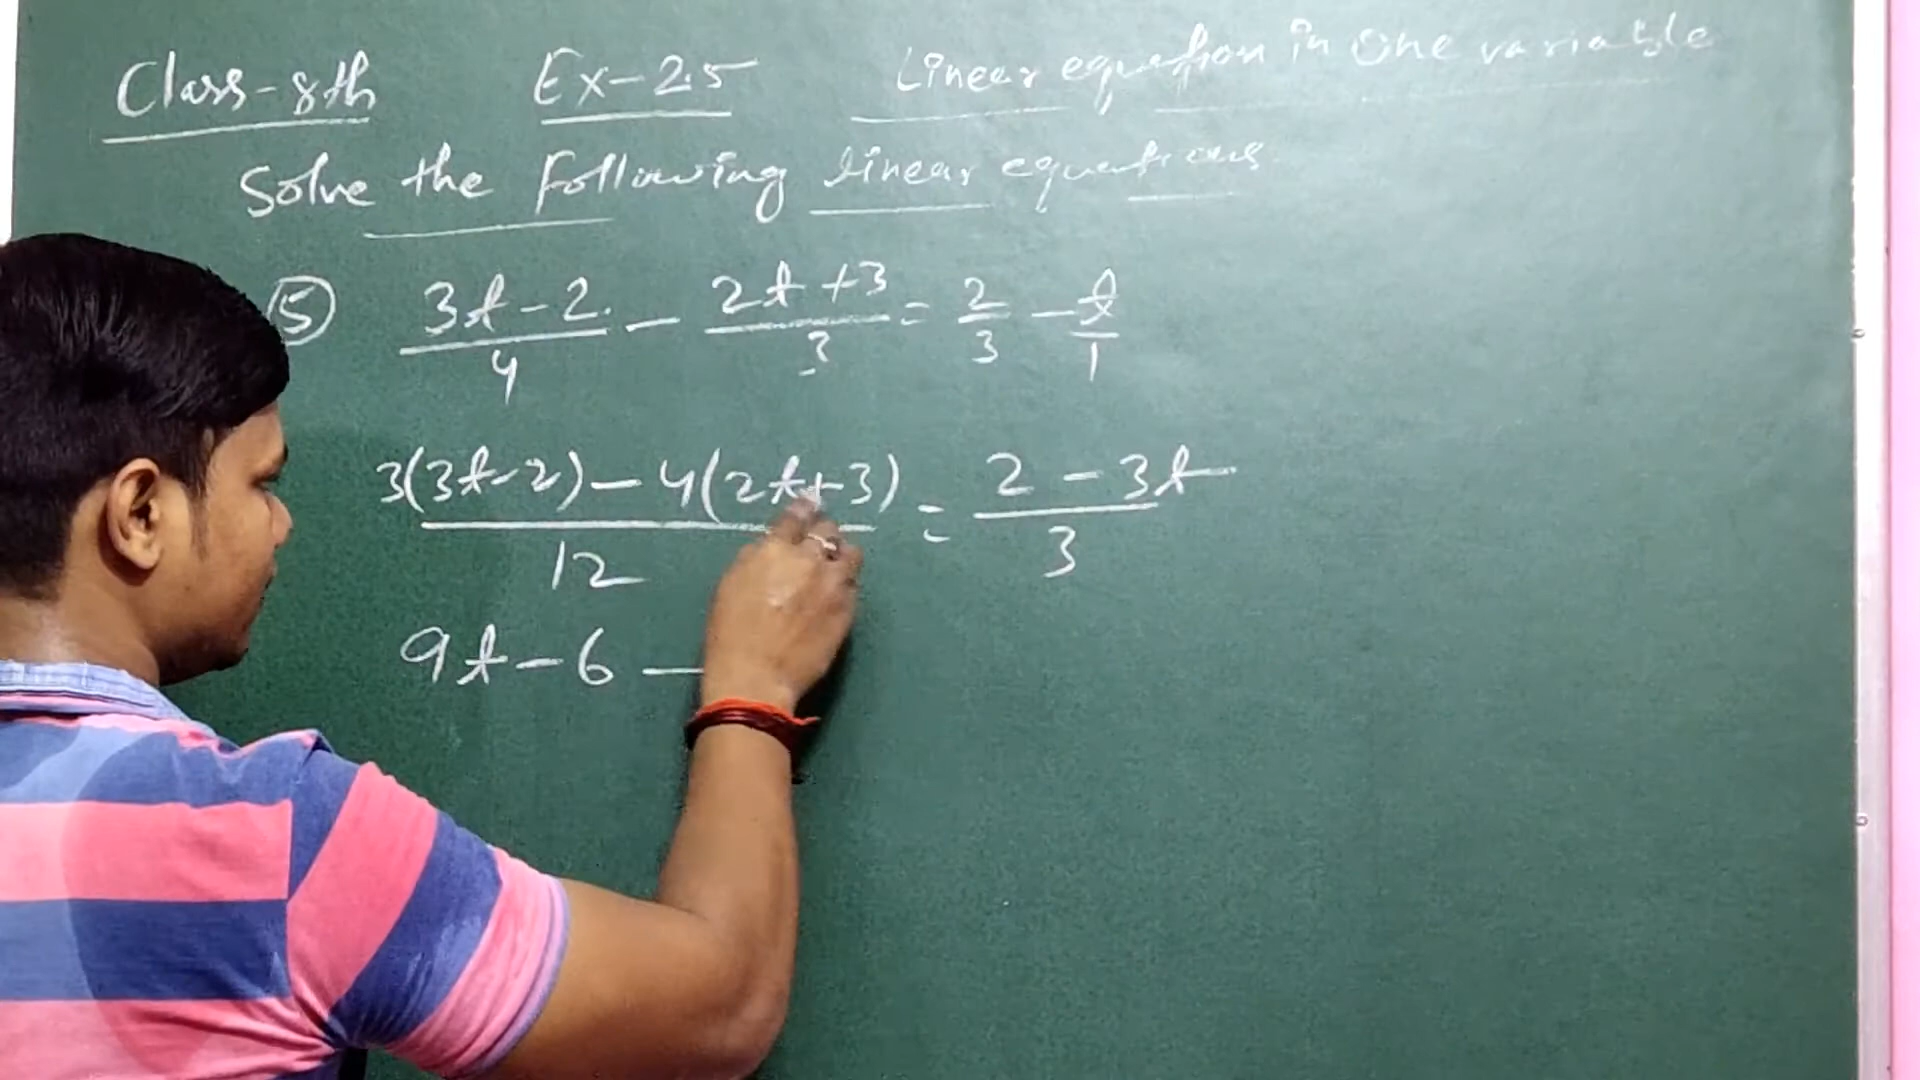 Class-8th Ex-2.5 Linear equation in one variable
Solve the following linear equations
⑤ (3t-2)/4 - (2t+3)/3 = 2/3 - t/1
(3(3t-2)-4(2t+3))/12 = (2-3t)/3
9t-6-